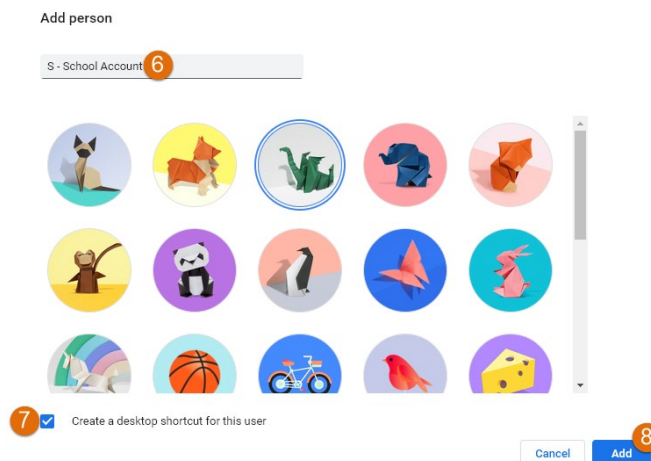 Add person
S - School Account 6
7 Create a desktop shortcut for this user
8
Cancel Add